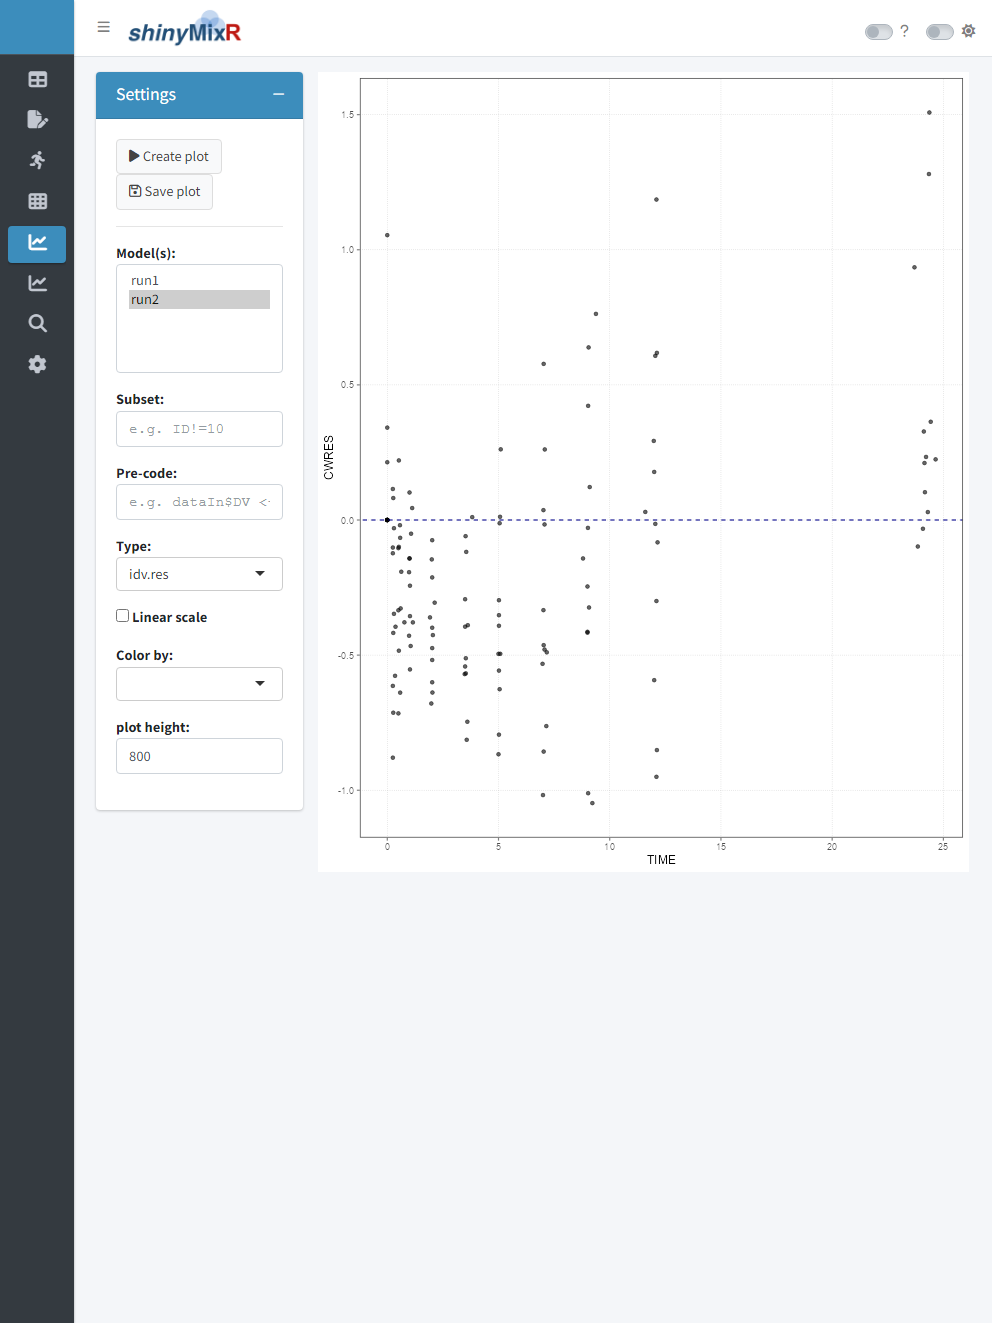 shinyMixR
?
Settings
Create plot
Save plot
Model(s):
run1
run2
Subset:
e.g. ID!=10
Pre-code:
e.g. dataIn$DV <-
Type:
idv.res
Linear scale
Color by:
plot height:
800
CWRES
1.5
1.0
0.5
0.0
-0.5
-1.0
0 5 10 15 20 25
TIME